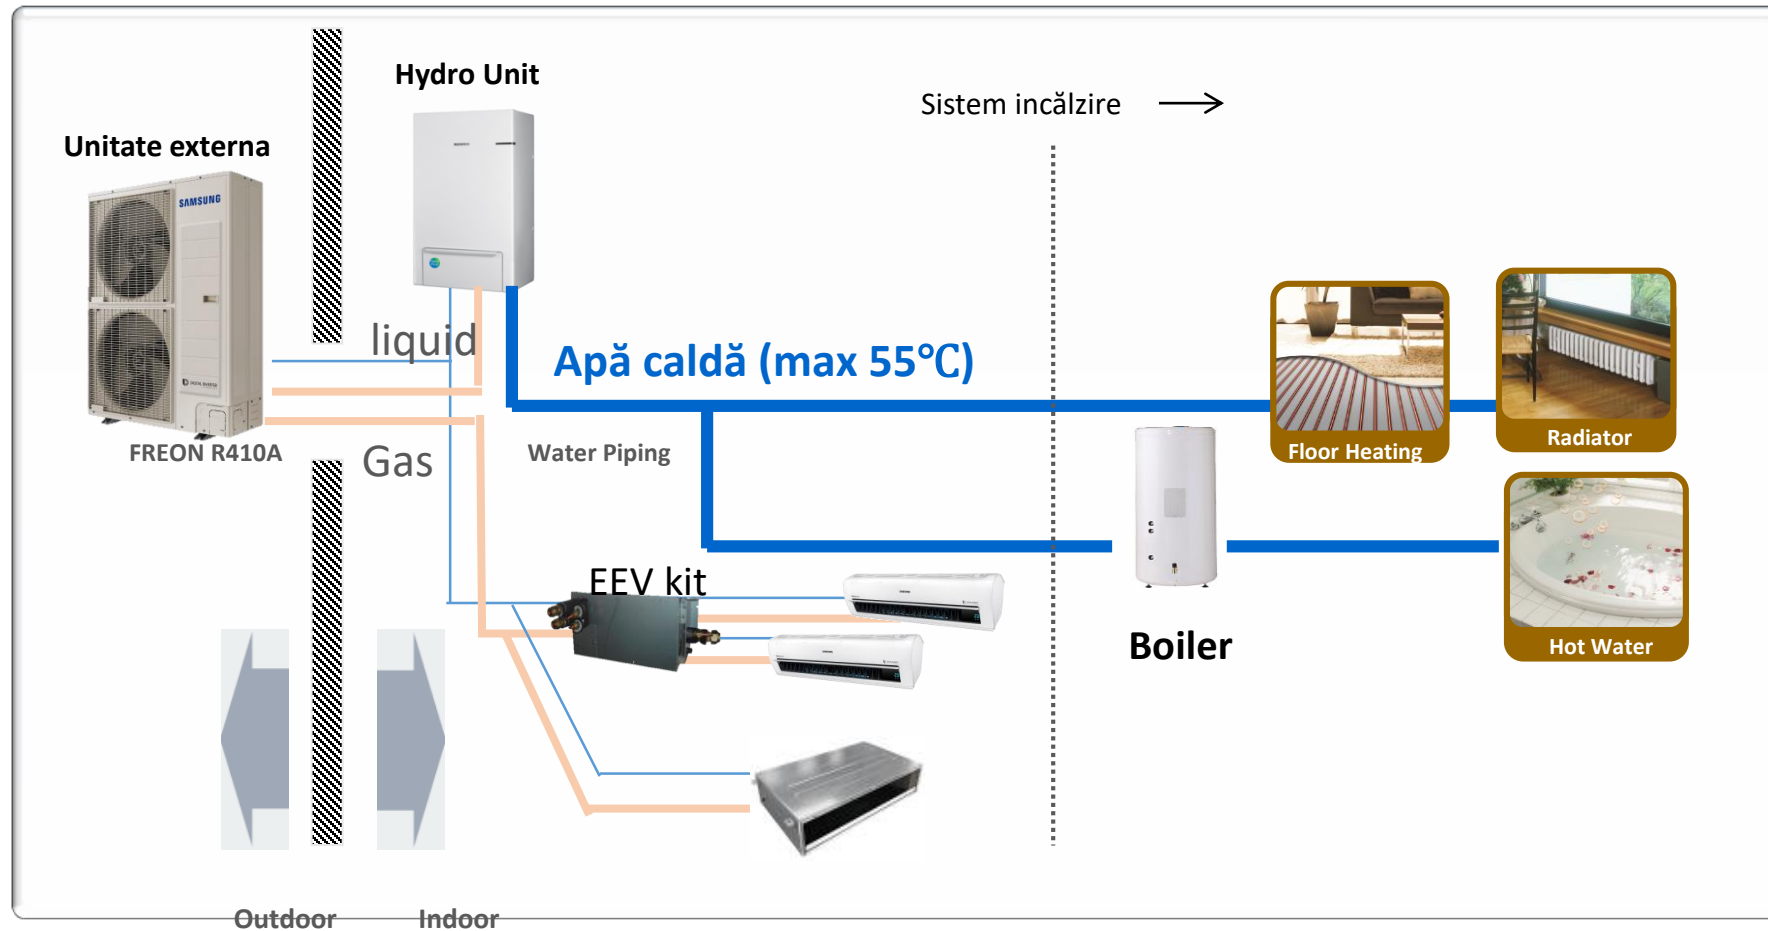 Hydro Unit
Sistem incălzire
Unitate externa
SAMSUNG
liquid
Apă caldă (max 55℃)
FREON R410A
Gas
Water Piping
Floor Heating
Radiator
EEV kit
Boiler
Hot Water
Outdoor
Indoor